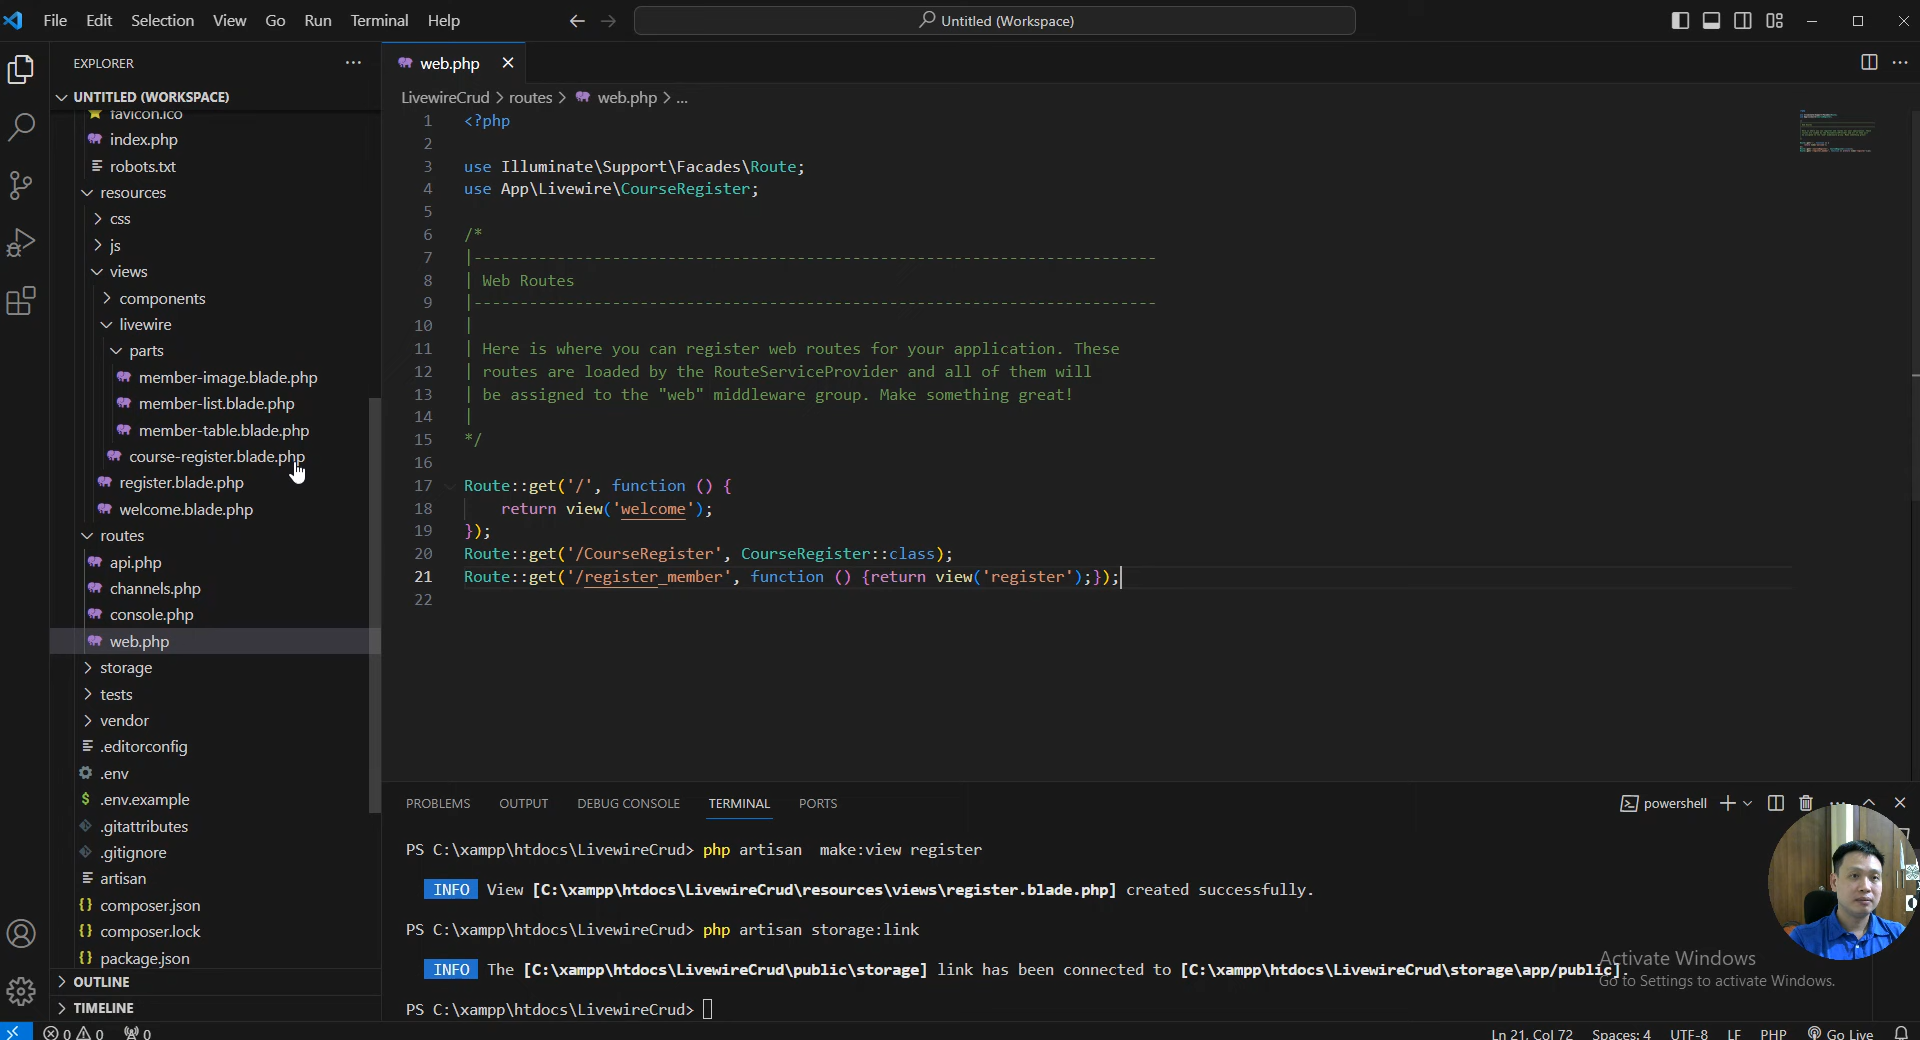 File Edit Selection View Go Run Terminal Help
Untitled (Workspace)
EXPLORER
UNTITLED (WORKSPACE)
favicon.ico
index.php
robots.txt
resources
css
js
views
components
livewire
parts
member-image.blade.php
member-list.blade.php
member-table.blade.php
course-register.blade.php
register.blade.php
welcome.blade.php
routes
api.php
channels.php
console.php
web.php
storage
tests
vendor
.editorconfig
.env
.env.example
.gitattributes
.gitignore
artisan
composer.json
composer.lock
package.json
OUTLINE
TIMELINE
web.php
LivewireCrud > routes > web.php > ...
1 <?php
2
3 use Illuminate\Support\Facades\Route;
4 use App\Livewire\CourseRegister;
5
6 /*
7 |--------------------------------------------------------------------------
8 | Web Routes
9 |--------------------------------------------------------------------------
10 |
11 | Here is where you can register web routes for your application. These
12 | routes are loaded by the RouteServiceProvider and all of them will
13 | be assigned to the "web" middleware group. Make something great!
14 |
15 */
16
17 Route::get('/', function () {
18 return view('welcome');
19 });
20 Route::get('/CourseRegister', CourseRegister::class);
21 Route::get('/register_member', function () {return view('register');});
22
PROBLEMS OUTPUT DEBUG CONSOLE TERMINAL PORTS
powershell
PS C:\xampp\htdocs\LivewireCrud> php artisan  make:view register
INFO View [C:\xampp\htdocs\LivewireCrud\resources\views\register.blade.php] created successfully.
PS C:\xampp\htdocs\LivewireCrud> php artisan storage:link
INFO The [C:\xampp\htdocs\LivewireCrud\public\storage] link has been connected to [C:\xampp\htdocs\LivewireCrud\storage\app/public].
PS C:\xampp\htdocs\LivewireCrud>
Activate Windows
Go to Settings to activate Windows.
0 0 0
Ln 21, Col 72 Spaces: 4 UTF-8 LF PHP Go Live